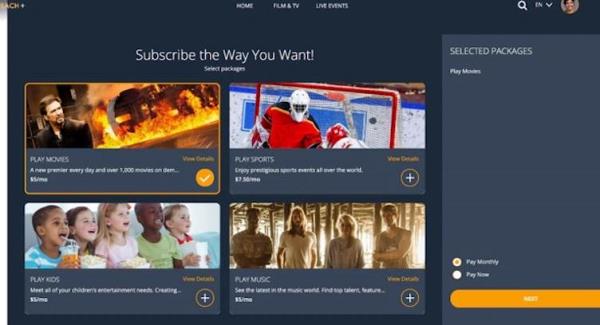 EACH +
HOME
FILM & TV
LIVE EVENTS
EN
Subscribe the Way You Want!
Select packages
PLAY MOVIES
View Details
A new premier every day and over 1,000 movies on dem...
$5/mo
PLAY SPORTS
View Details
Enjoy prestigious sports events all over the world.
$7.50/mo
PLAY KIDS
View Details
Meet all of your children's entertainment needs. Creating...
$5/mo
PLAY MUSIC
View Details
See the latest in the music world. Find top talent, feature...
$5/mo
SELECTED PACKAGES
Play Movies
Pay Monthly
Pay Now
NEXT